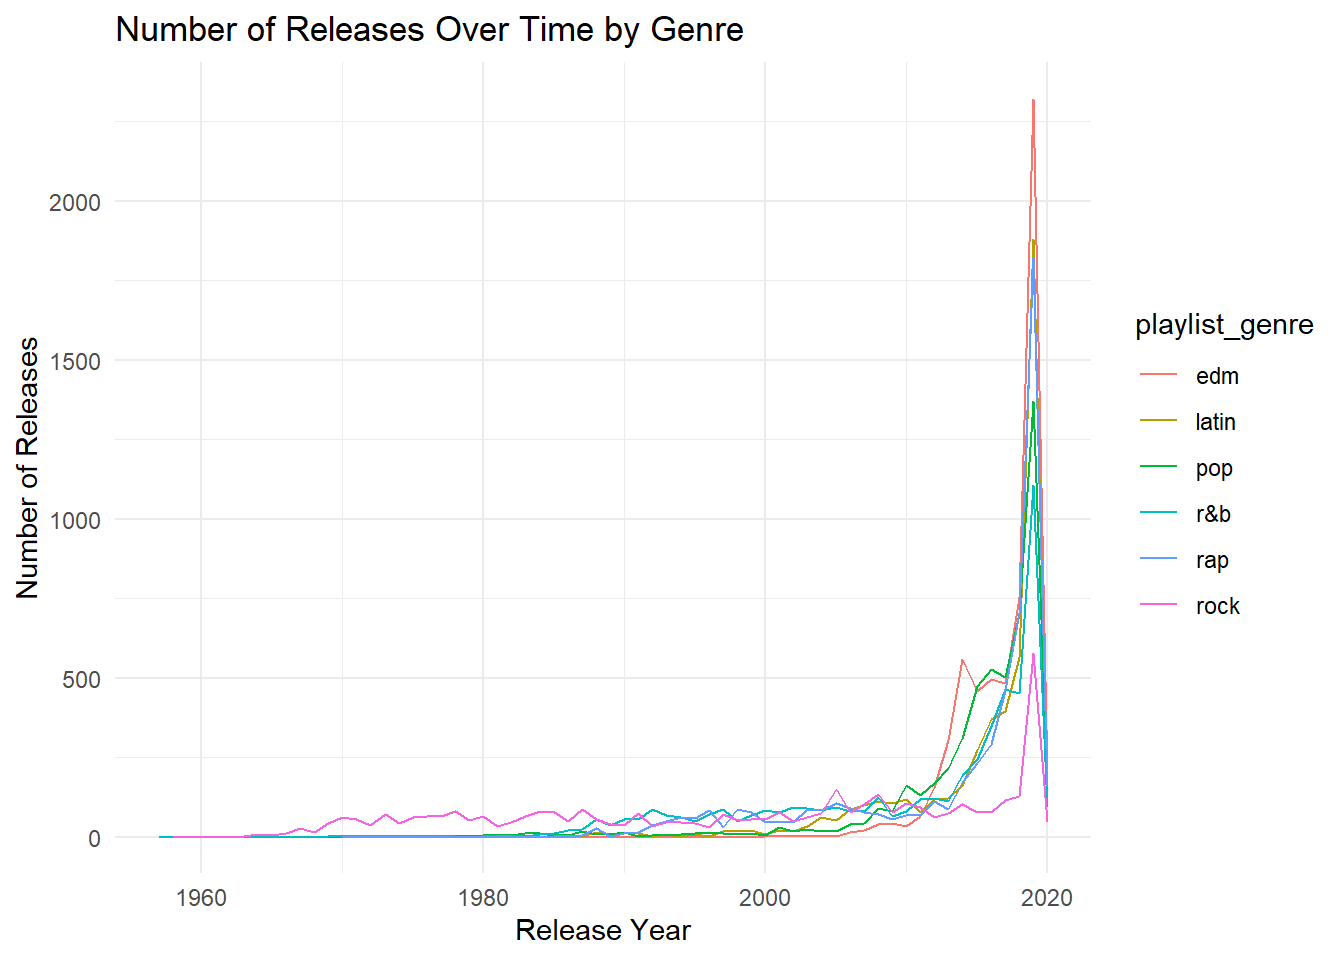 Number of Releases Over Time by Genre
Number of Releases
2000
1500
1000
500
0
1960
1980
2000
2020
Release Year
playlist_genre
edm
latin
pop
r&b
rap
rock